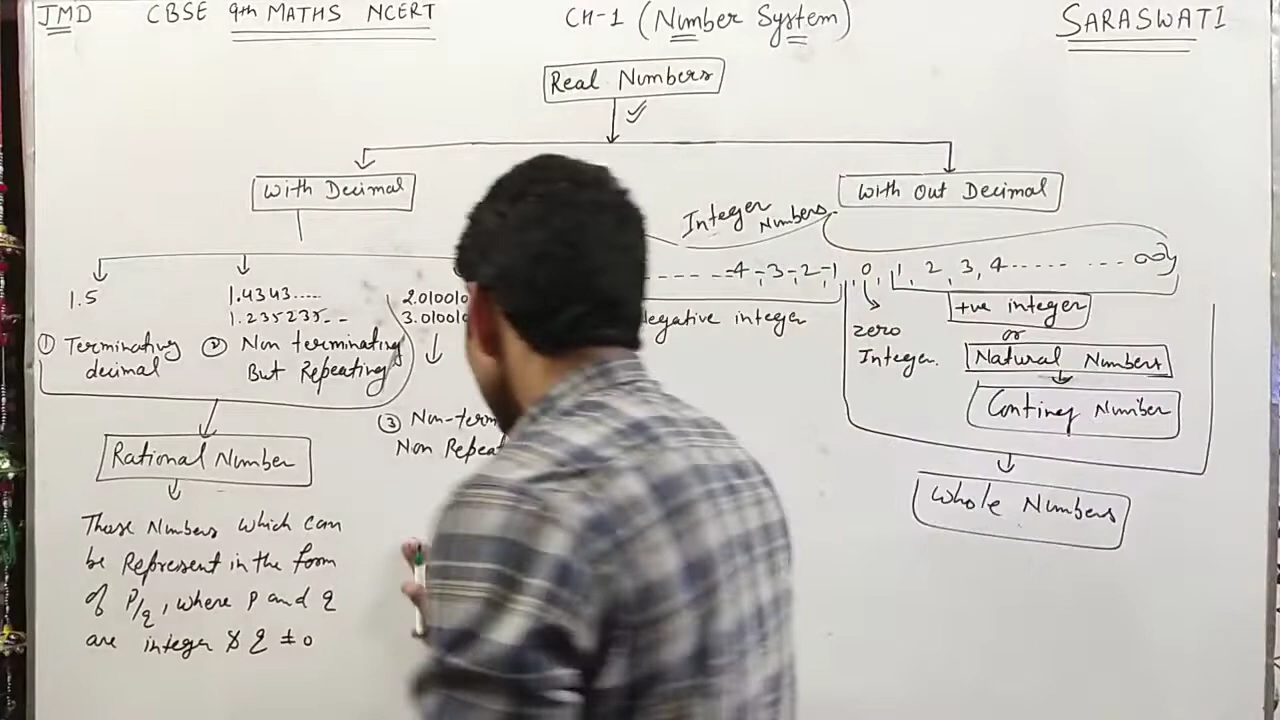 JMD CBSE 9th MATHS NCERT CH-1 (Number System) SARASWATI
Real Numbers
With Decimal
With Out Decimal
Integer Numbers
1.5
1.4343.....
1.235235...
2.010010
3.010010
-----4,-3,-2,-1, 0, 1, 2, 3, 4...... ... ∞
Negative integer
zero
Integer.
+ve integer
or
Natural Numbers
Conting Number
Whole Numbers
① Terminating
decimal
② Non terminating
But Repeating
③ Non-term
Non Repeat
Rational Number
Those Numbers which can
be Represent in the form
of P/q, where P and q
are integer & q ≠ 0